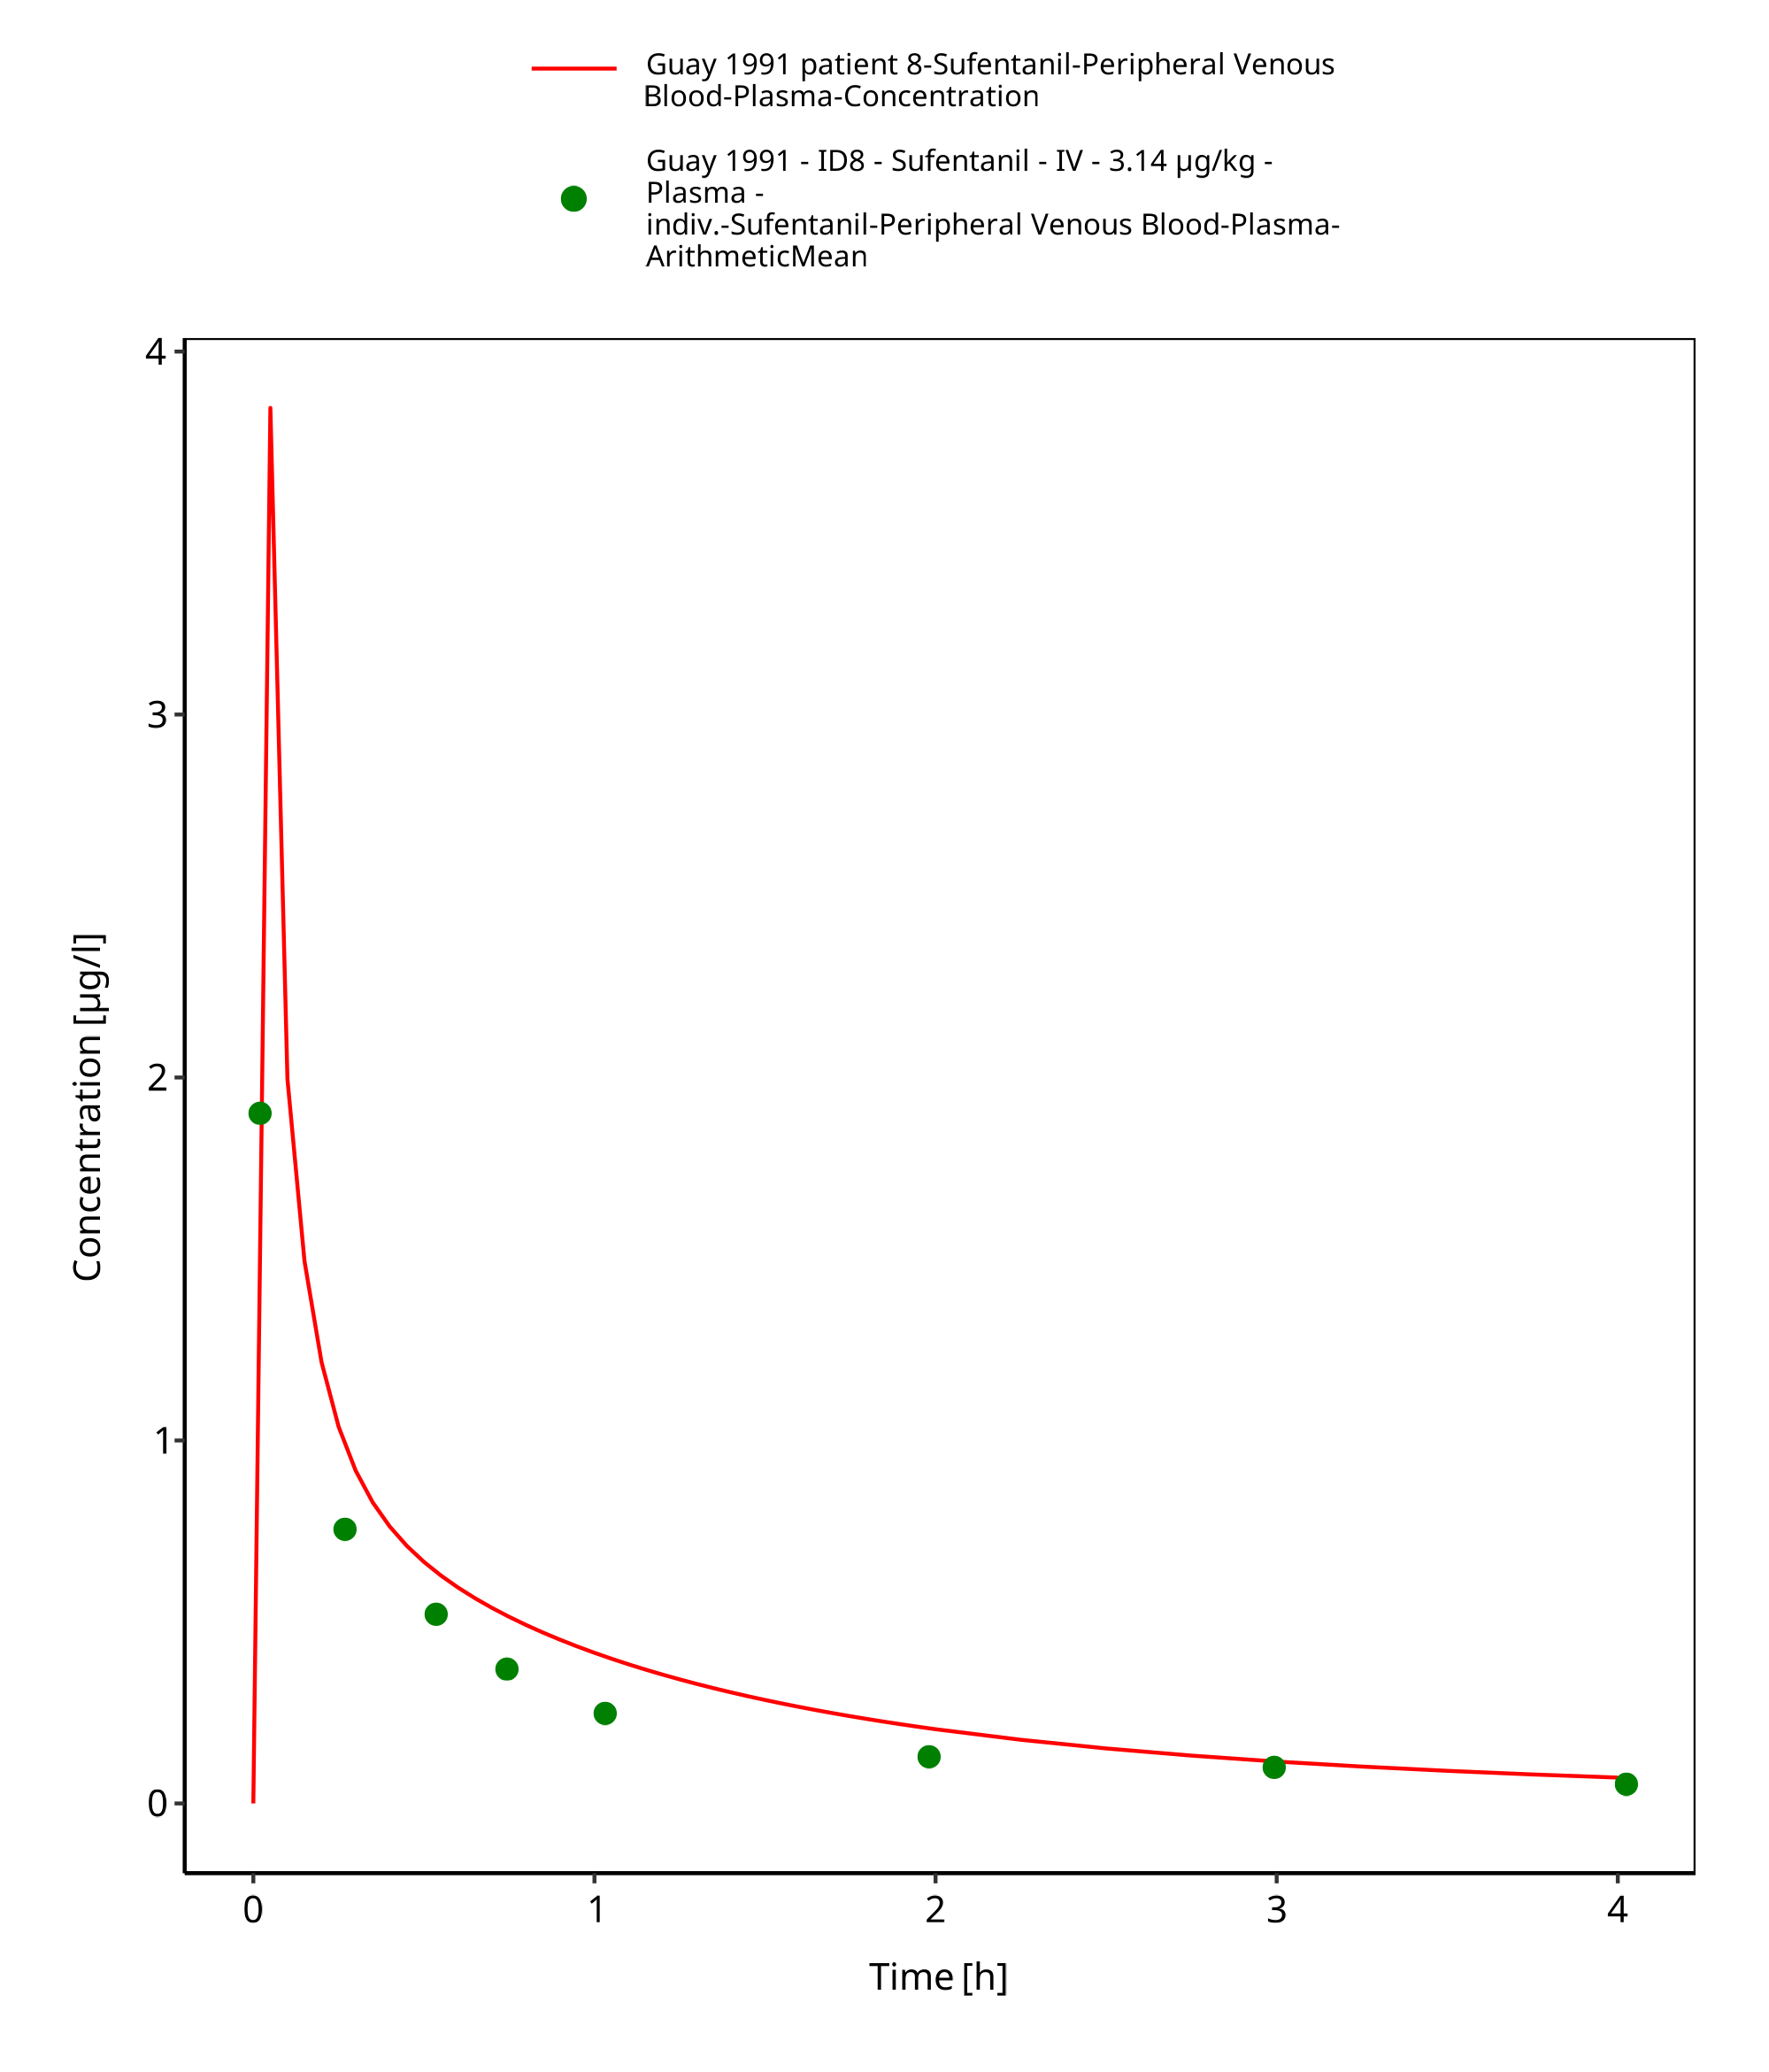 Guay 1991 patient 8-Sufentanil-Peripheral Venous
Blood-Plasma-Concentration
Guay 1991 - ID8 - Sufentanil - IV - 3.14 µg/kg -
Plasma -
indiv.-Sufentanil-Peripheral Venous Blood-Plasma-
ArithmeticMean
4
3
2
1
0
Concentration [µg/l]
0 1 2 3 4
Time [h]